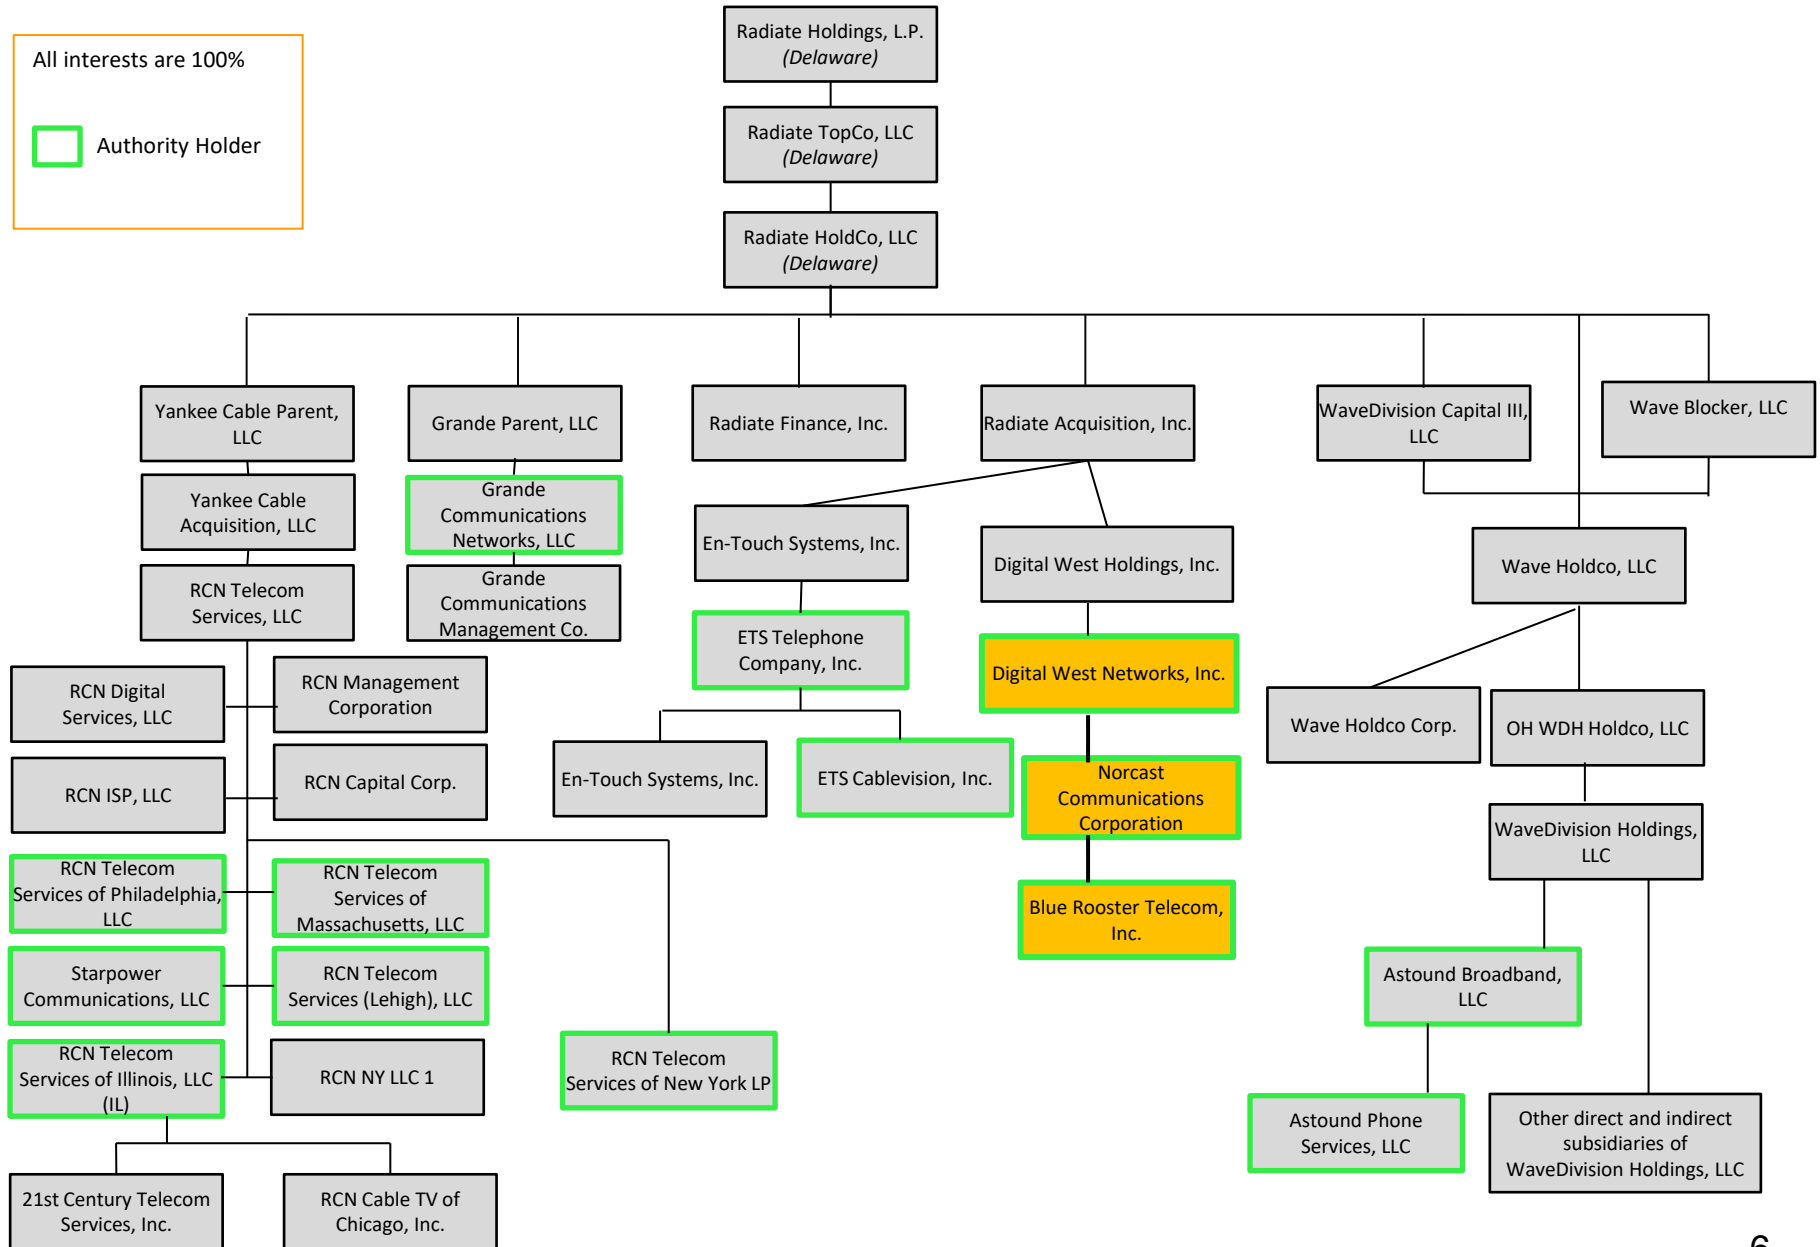 All interests are 100%
Authority Holder
Radiate Holdings, L.P.
(Delaware)
Radiate TopCo, LLC
(Delaware)
Radiate HoldCo, LLC
(Delaware)
Yankee Cable Parent,
LLC
Grande Parent, LLC
Radiate Finance, Inc.
Radiate Acquisition, Inc.
WaveDivision Capital III,
LLC
Wave Blocker, LLC
Yankee Cable
Acquisition, LLC
Grande
Communications
Networks, LLC
En-Touch Systems, Inc.
Digital West Holdings, Inc.
Wave Holdco, LLC
RCN Telecom
Services, LLC
Grande
Communications
Management Co.
ETS Telephone
Company, Inc.
Digital West Networks, Inc.
RCN Digital
Services, LLC
RCN Management
Corporation
Wave Holdco Corp.
OH WDH Holdco, LLC
RCN ISP, LLC
RCN Capital Corp.
En-Touch Systems, Inc.
ETS Cablevision, Inc.
Norcast
Communications
Corporation
WaveDivision Holdings,
LLC
RCN Telecom
Services of Philadelphia,
LLC
RCN Telecom
Services of
Massachusetts, LLC
Blue Rooster Telecom,
Inc.
Starpower
Communications, LLC
RCN Telecom
Services (Lehigh), LLC
Astound Broadband,
LLC
RCN Telecom
Services of Illinois, LLC
(IL)
RCN NY LLC 1
RCN Telecom
Services of New York LP
Astound Phone
Services, LLC
Other direct and indirect
subsidiaries of
WaveDivision Holdings, LLC
21st Century Telecom
Services, Inc.
RCN Cable TV of
Chicago, Inc.
6